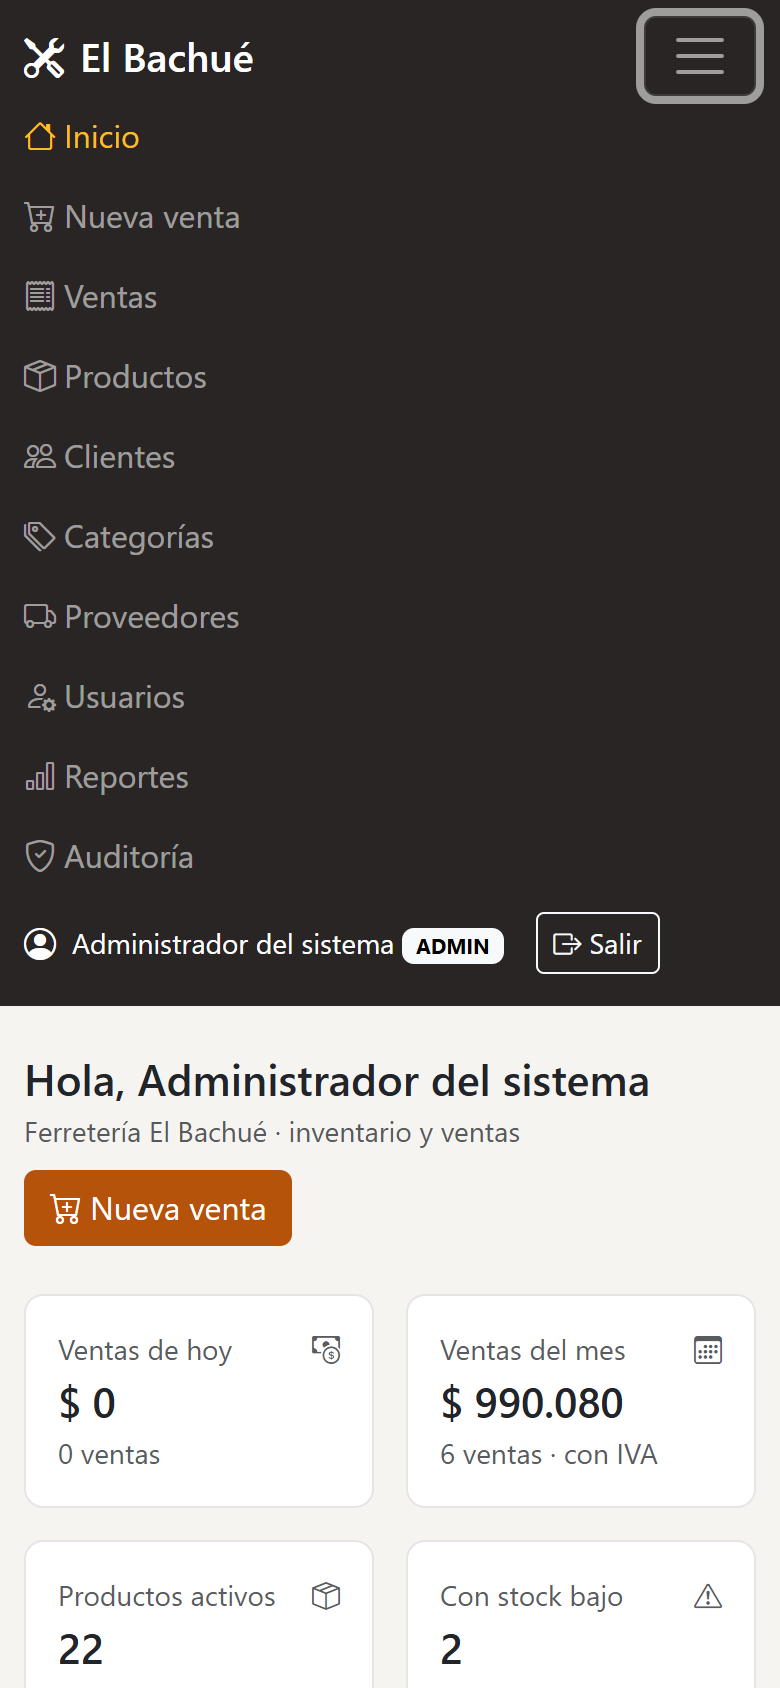 El Bachué
Inicio
Nueva venta
Ventas
Productos
Clientes
Categorías
Proveedores
Usuarios
Reportes
Auditoría
Administrador del sistema ADMIN Salir
Hola, Administrador del sistema
Ferretería El Bachué · inventario y ventas
Nueva venta
Ventas de hoy
$ 0
0 ventas
Ventas del mes
$ 990.080
6 ventas · con IVA
Productos activos
22
Con stock bajo
2